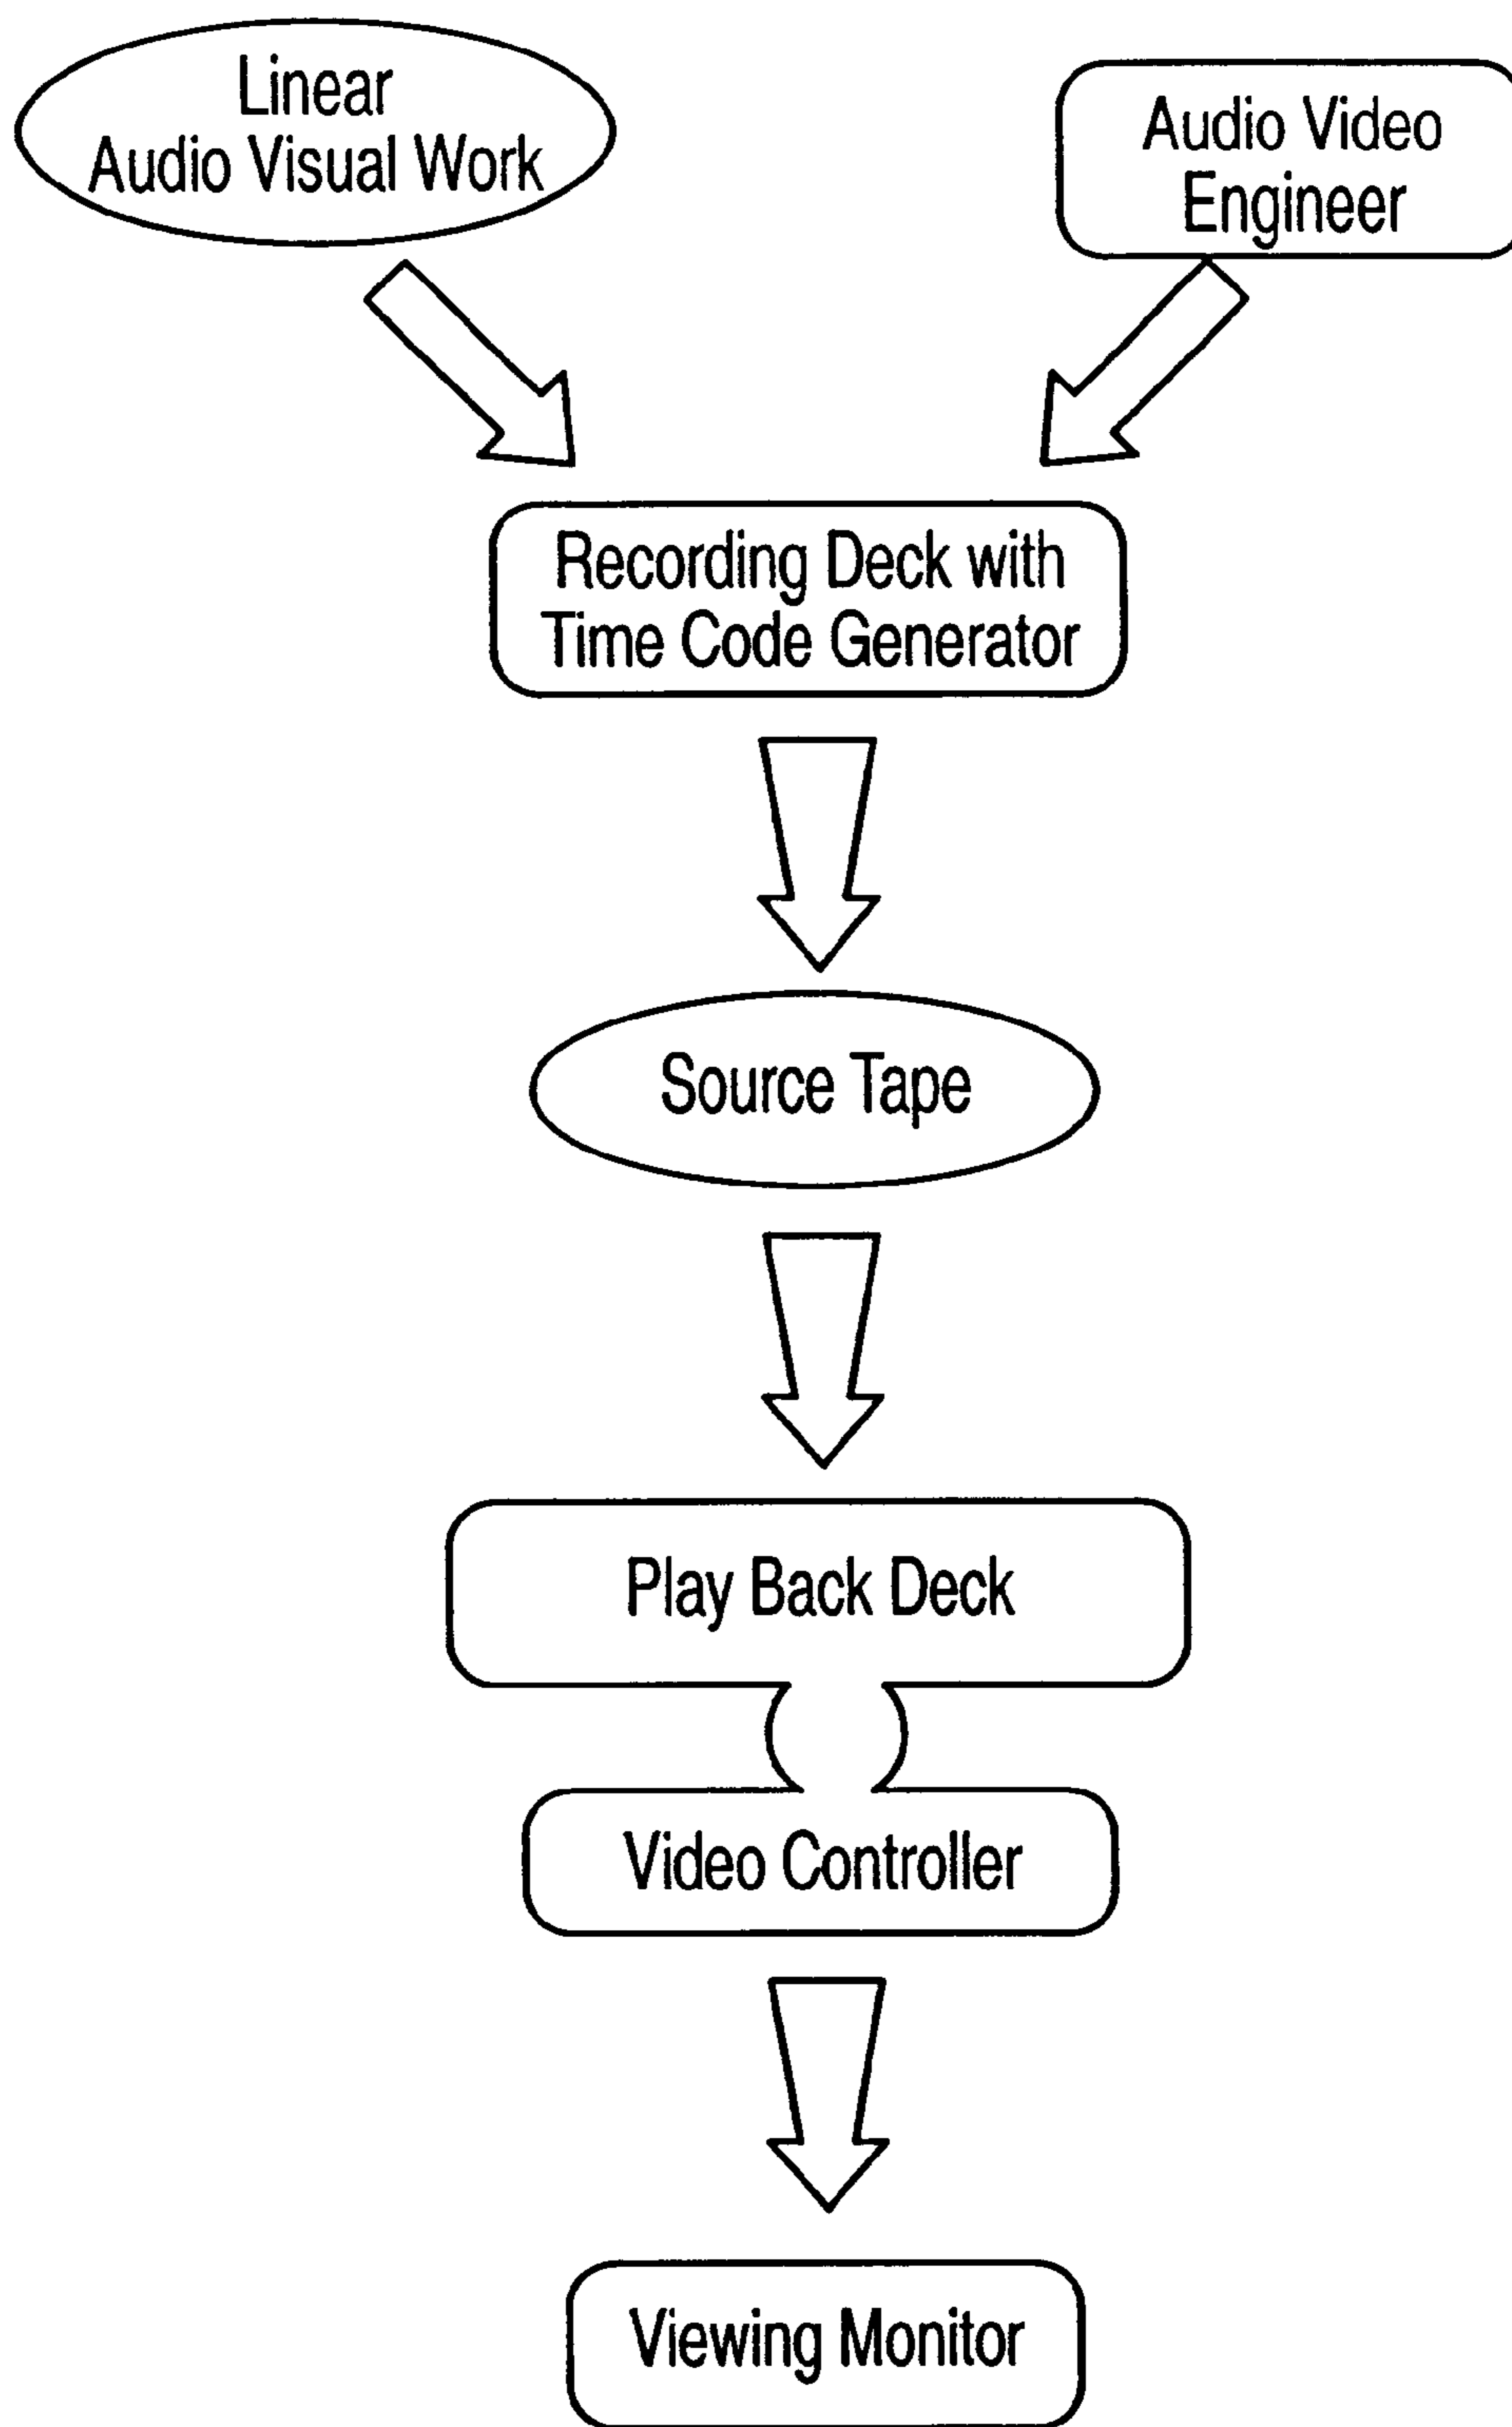 Linear
Audio Visual Work
Audio Video
Engineer
Recording Deck with
Time Code Generator
Source Tape
Play Back Deck
Video Controller
Viewing Monitor